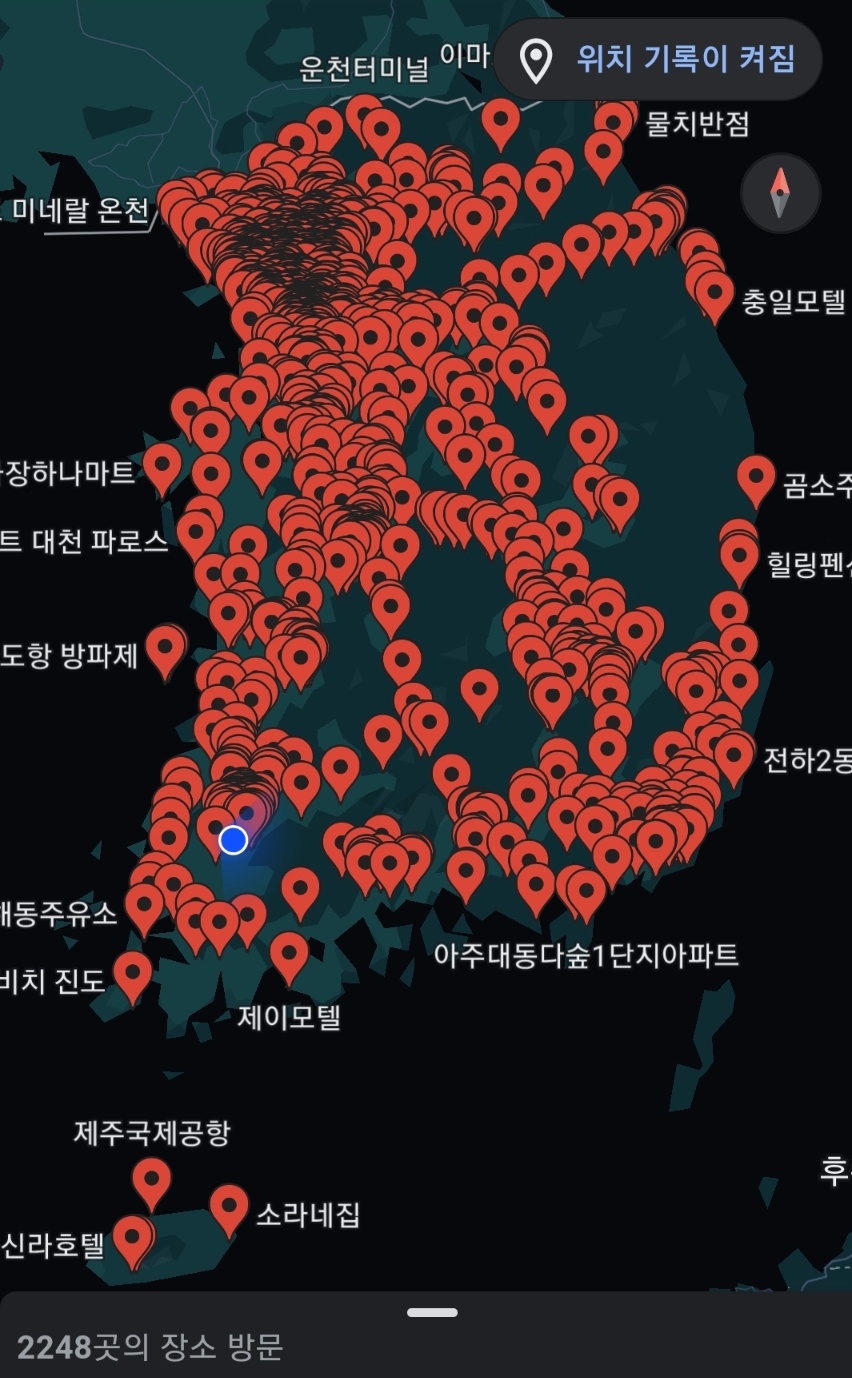 이마
운천터미널
위치 기록이 켜짐
물치반점
미네랄 온천
충일모텔
장하나마트
곰소주
트 대천 파로스
힐링펜션
도항 방파제
전하2동
해동주유소
아주대동다숲1단지아파트
비치 진도
제이모텔
제주국제공항
후
소라네집
신라호텔
2248곳의 장소 방문